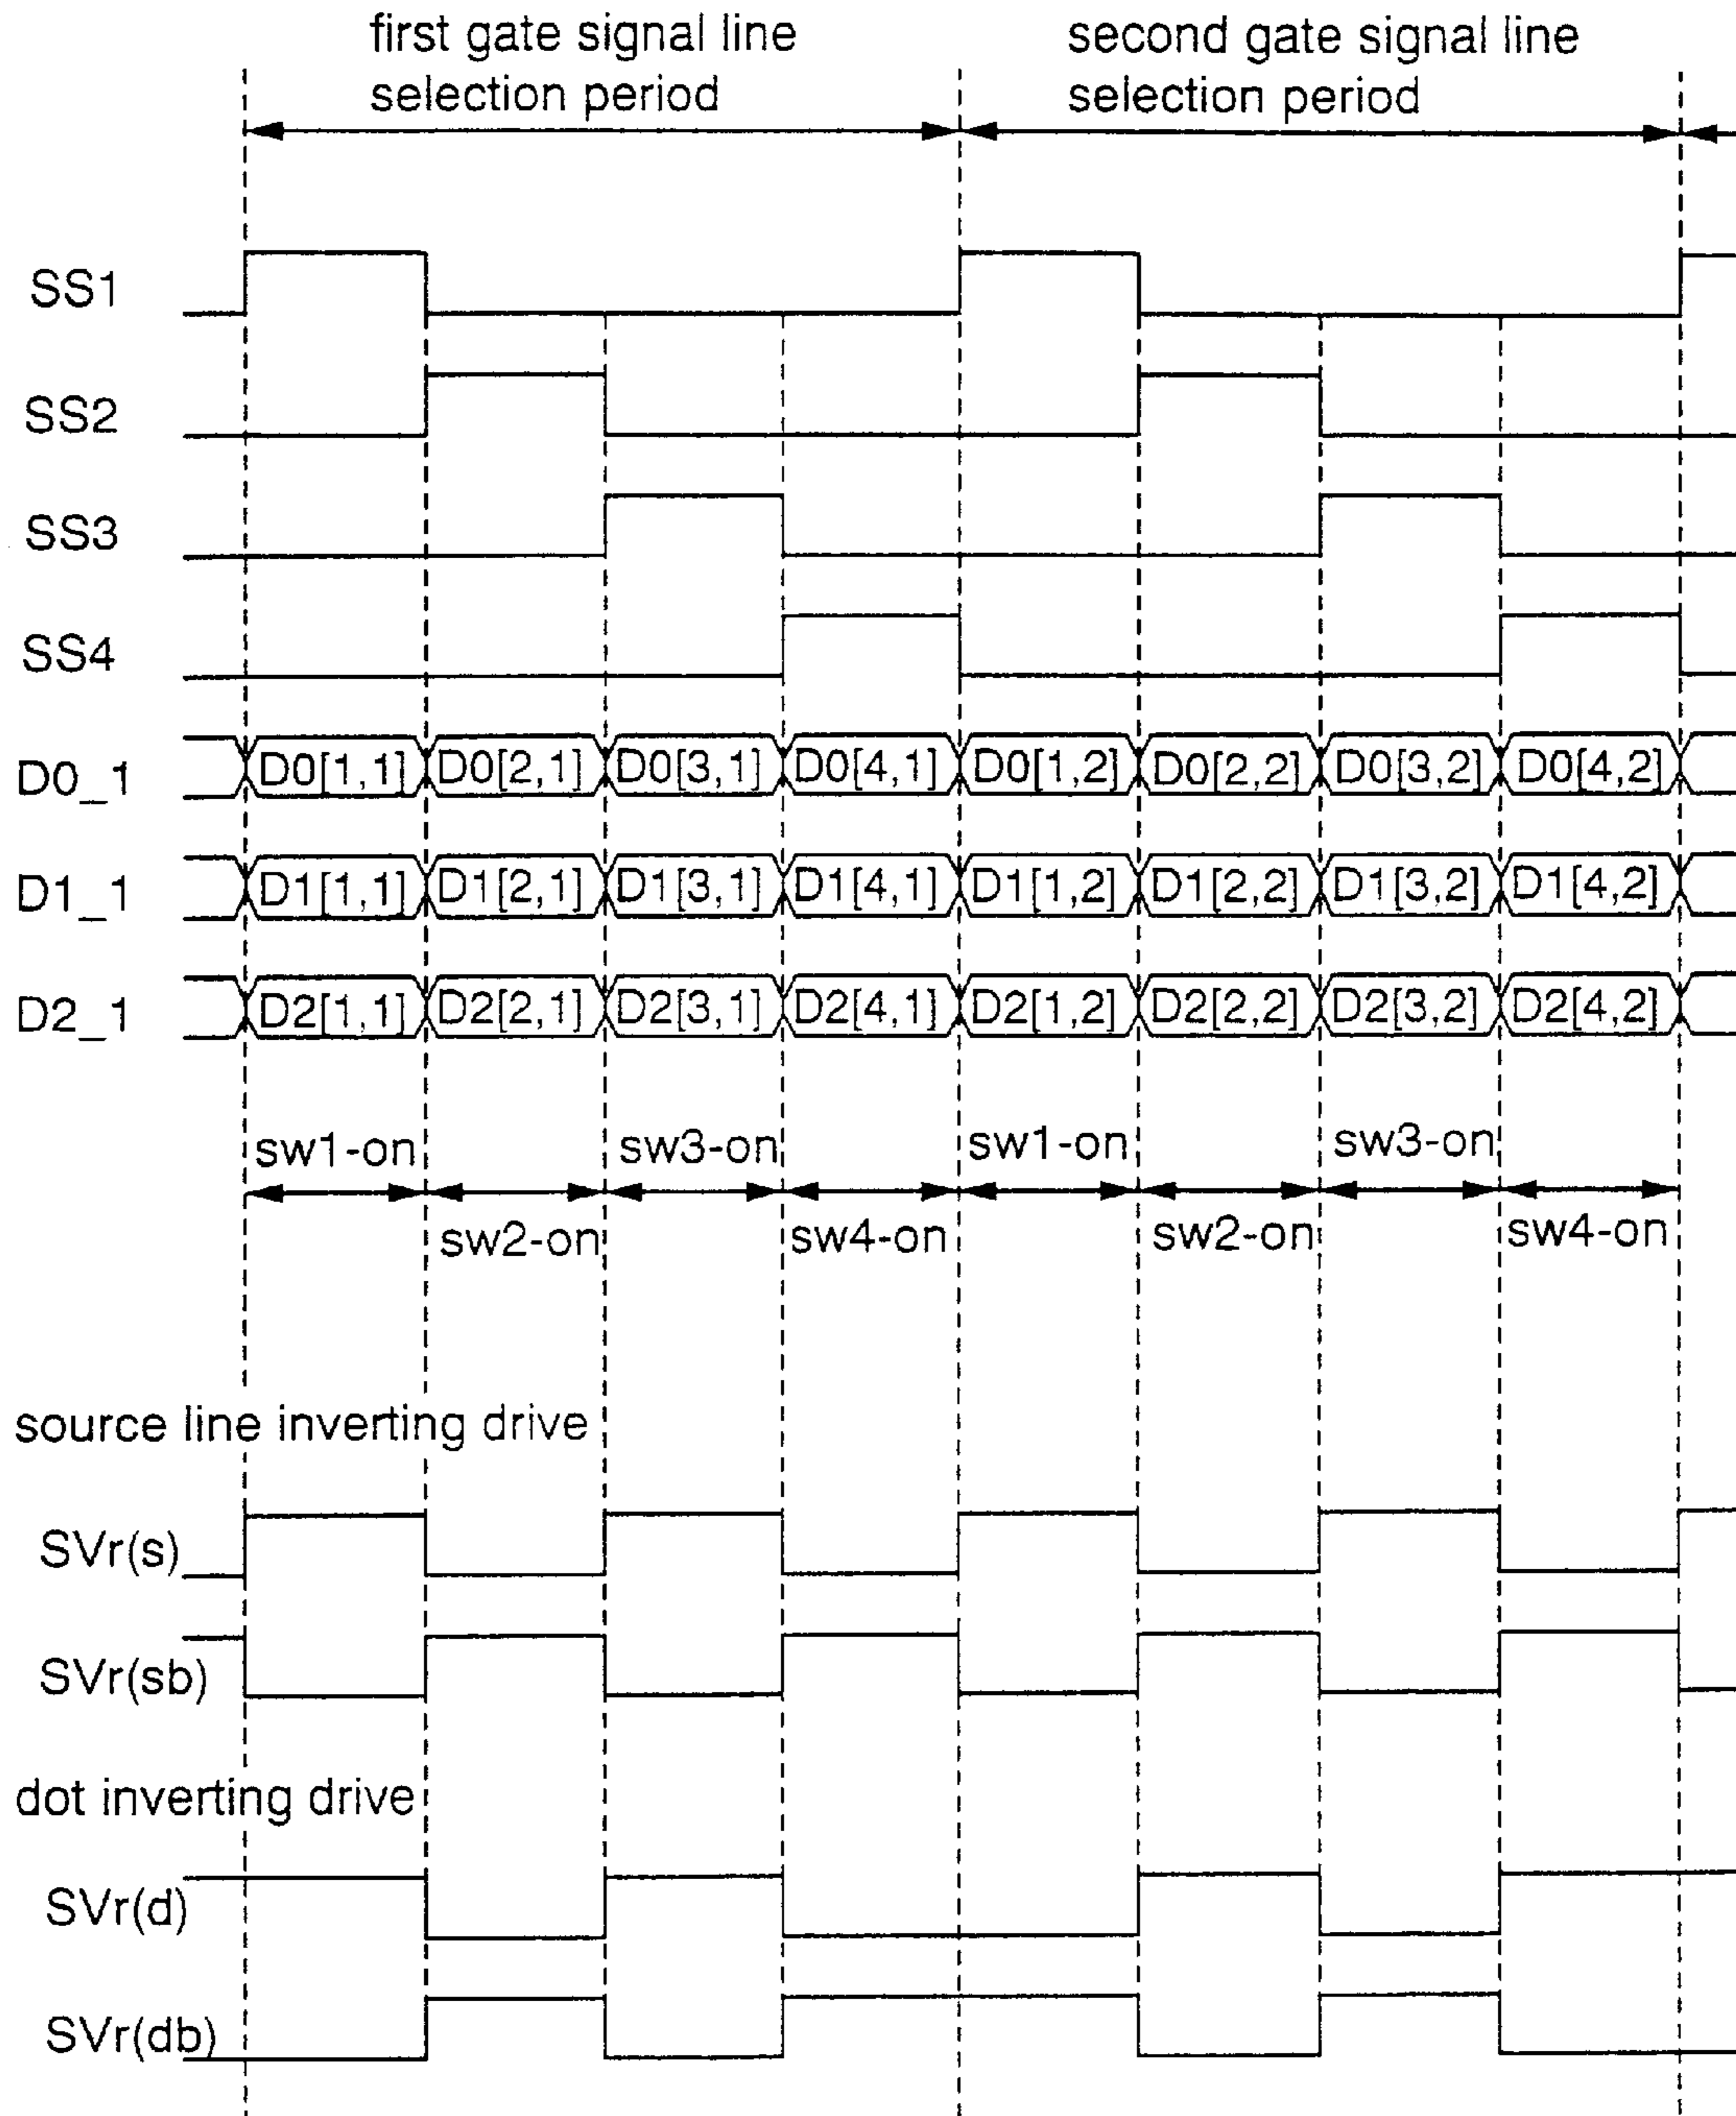 first gate signal line
selection period
second gate signal line
selection period
SS1
SS2
SS3
SS4
D0_1
D0[1,1] D0[2,1] D0[3,1] D0[4,1] D0[1,2] D0[2,2] D0[3,2] D0[4,2]
D1_1
D1[1,1] D1[2,1] D1[3,1] D1[4,1] D1[1,2] D1[2,2] D1[3,2] D1[4,2]
D2_1
D2[1,1] D2[2,1] D2[3,1] D2[4,1] D2[1,2] D2[2,2] D2[3,2] D2[4,2]
sw1-on sw3-on sw1-on sw3-on
sw2-on sw4-on sw2-on sw4-on
source line inverting drive
SVr(s)
SVr(sb)
dot inverting drive
SVr(d)
SVr(db)